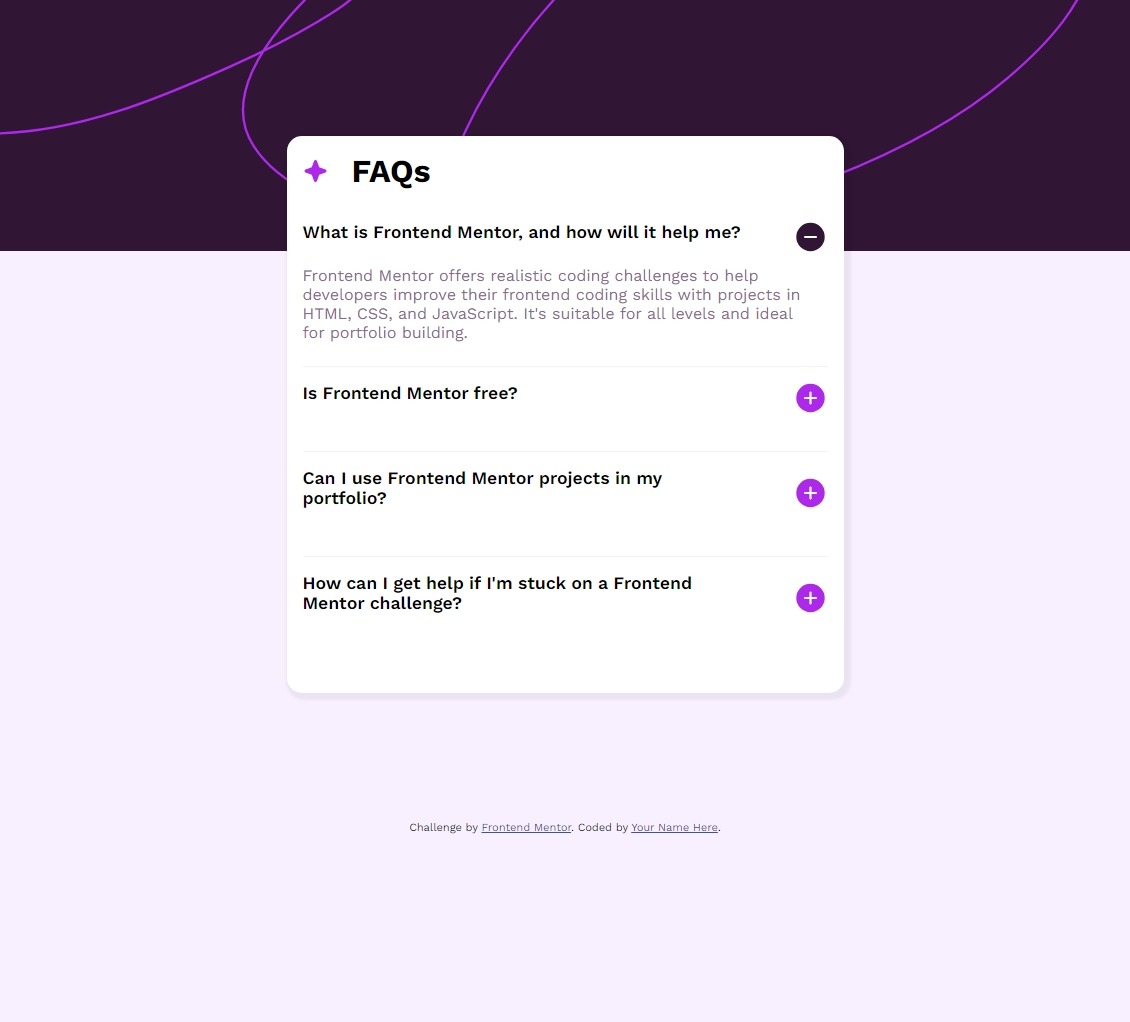 FAQs
What is Frontend Mentor, and how will it help me?
Frontend Mentor offers realistic coding challenges to help
developers improve their frontend coding skills with projects in
HTML, CSS, and JavaScript. It's suitable for all levels and ideal
for portfolio building.
Is Frontend Mentor free?
Can I use Frontend Mentor projects in my
portfolio?
How can I get help if I'm stuck on a Frontend
Mentor challenge?
Challenge by Frontend Mentor. Coded by Your Name Here.